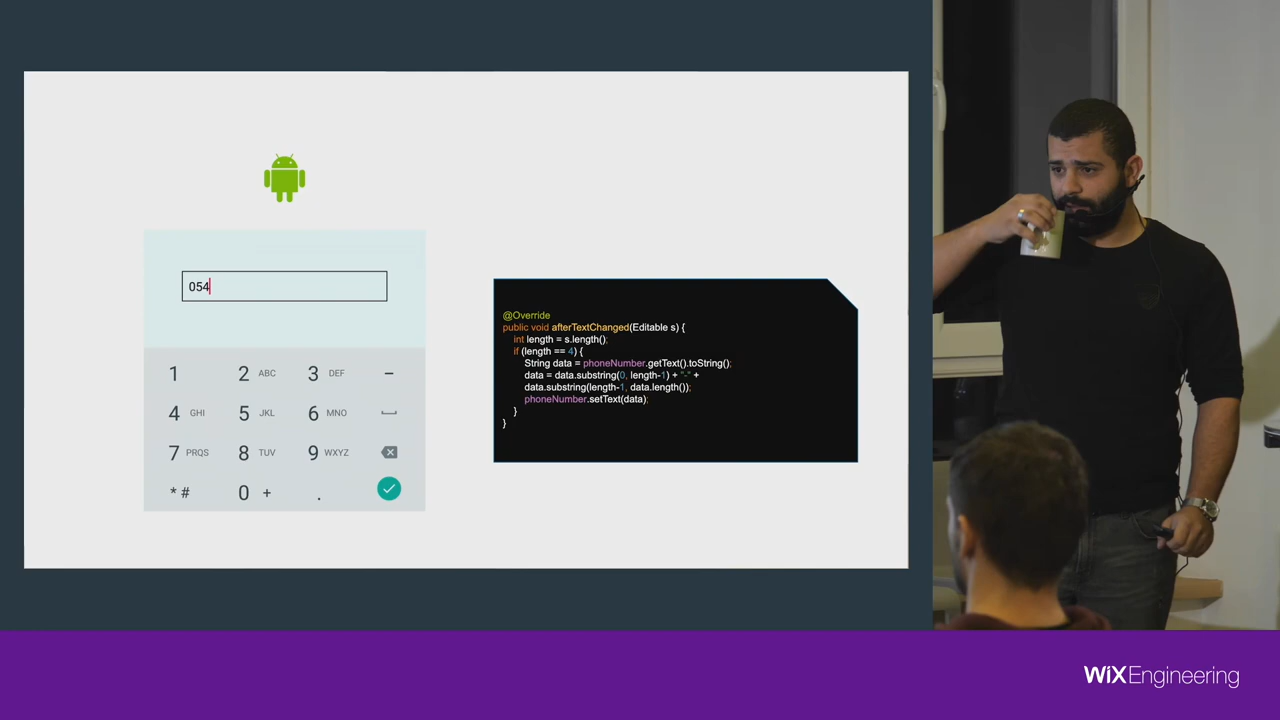 054
1
2 ABC
3 DEF
4 GHI
5 JKL
6 MNO
7 PRQS
8 TUV
9 WXYZ
* #
0 +
.
@Override
public void afterTextChanged(Editable s) {
int length = s.length();
if (length == 4) {
String data = phoneNumber.getText().toString();
data = data.substring(0, length-1) + "-" +
data.substring(length-1, data.length());
phoneNumber.setText(data);
}
}
WiXEngineering